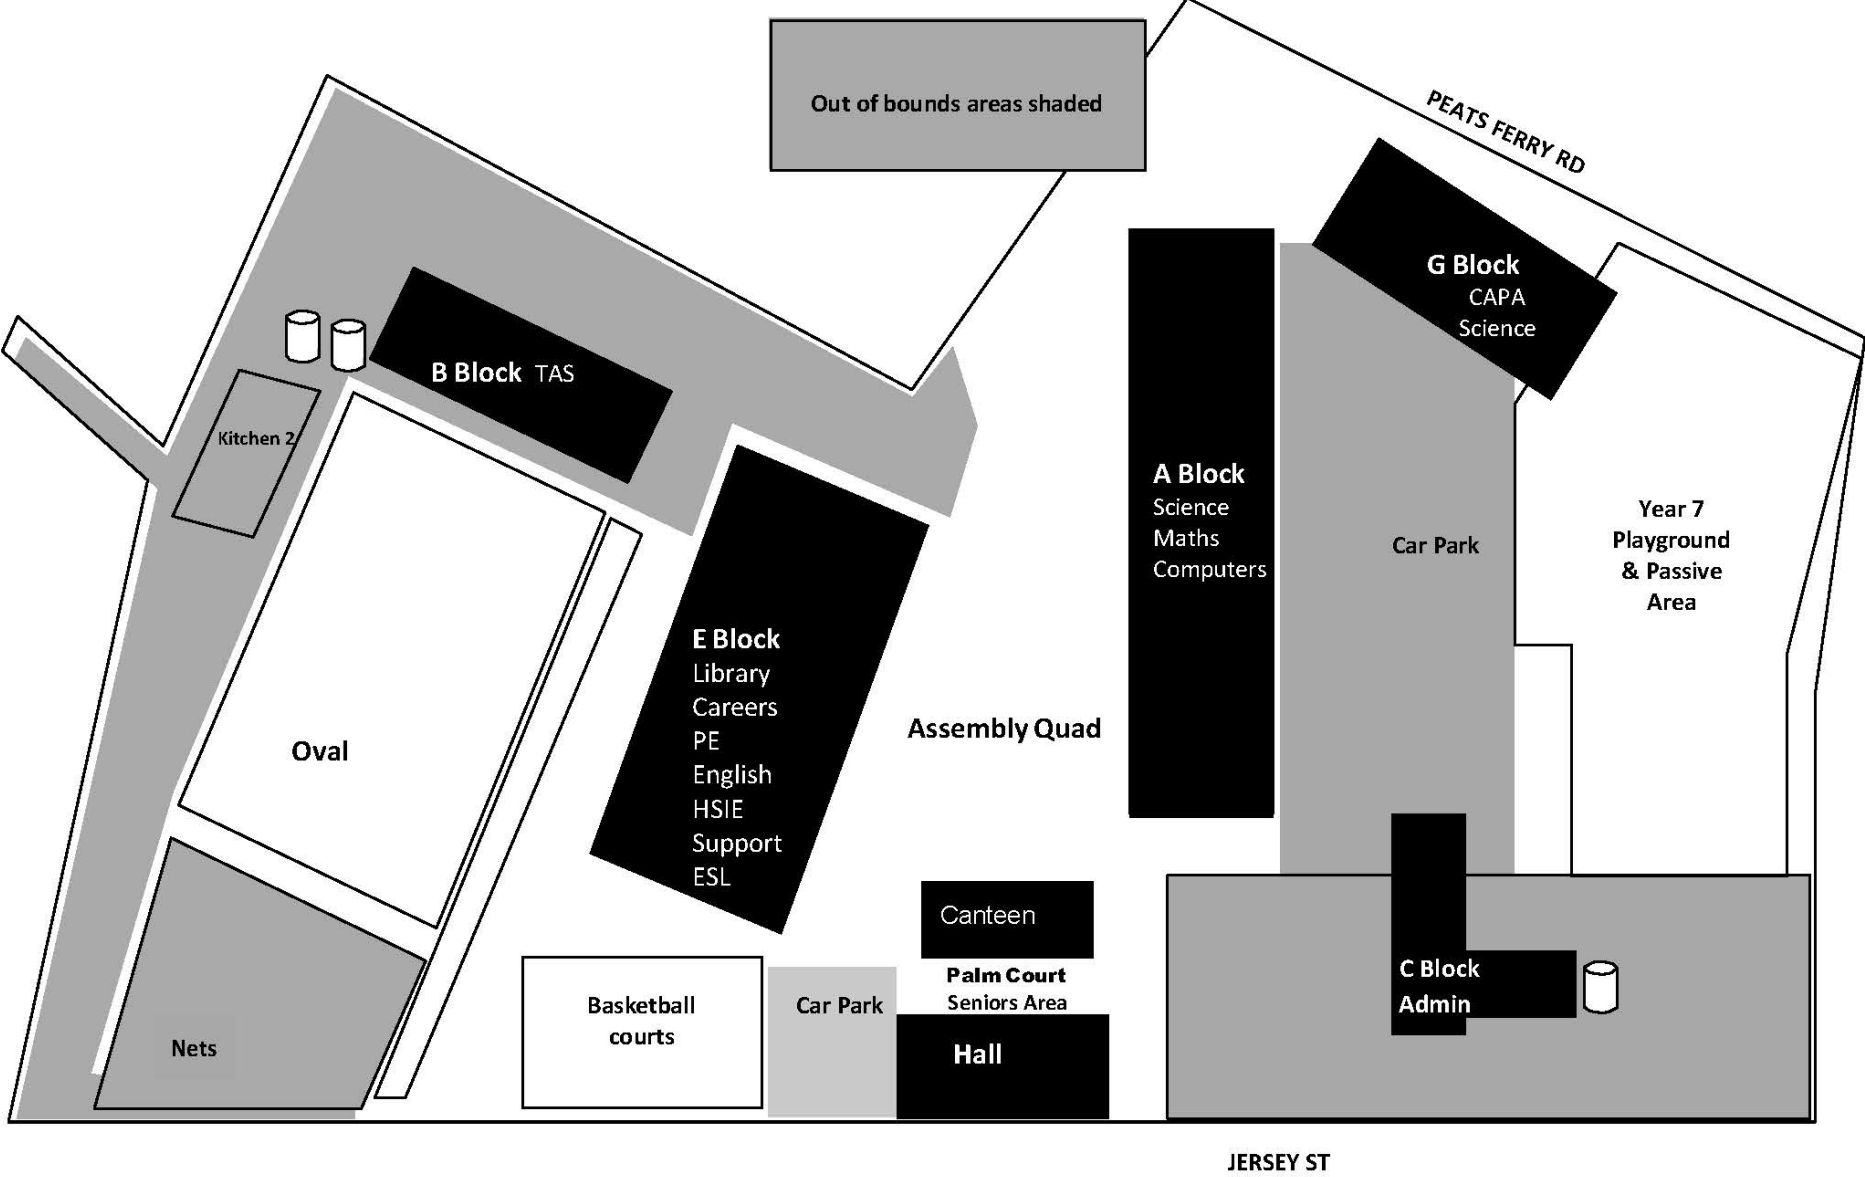 Out of bounds areas shaded
PEATS FERRY RD
G Block
CAPA
Science
B Block TAS
Kitchen 2
A Block
Science
Maths
Computers
Car Park
Year 7
Playground
& Passive
Area
E Block
Library
Careers
PE
English
HSIE
Support
ESL
Assembly Quad
Oval
Canteen
Palm Court
Seniors Area
Hall
Basketball
courts
Car Park
C Block
Admin
Nets
JERSEY ST